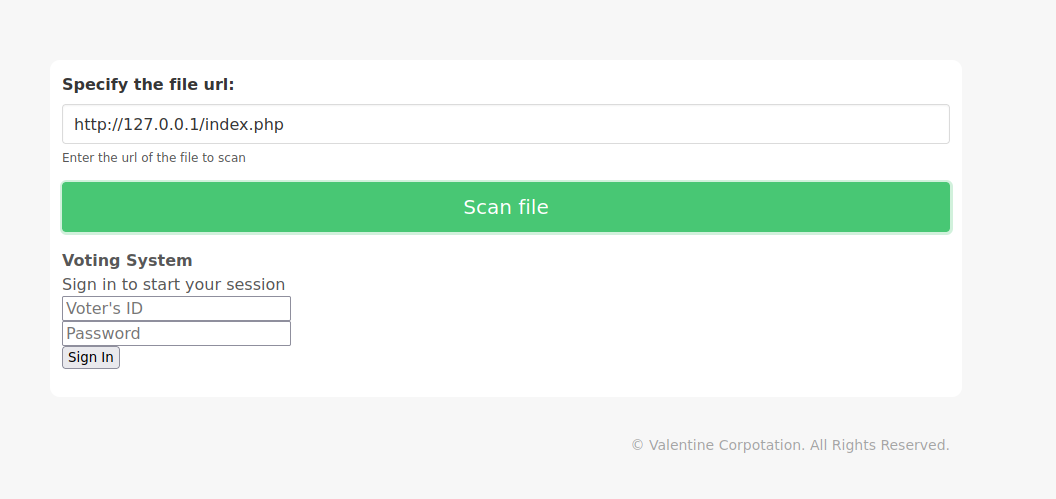 Specify the file url:
http://127.0.0.1/index.php
Enter the url of the file to scan
Scan file
Voting System
Sign in to start your session
Voter's ID
Password
Sign In
© Valentine Corpotation. All Rights Reserved.